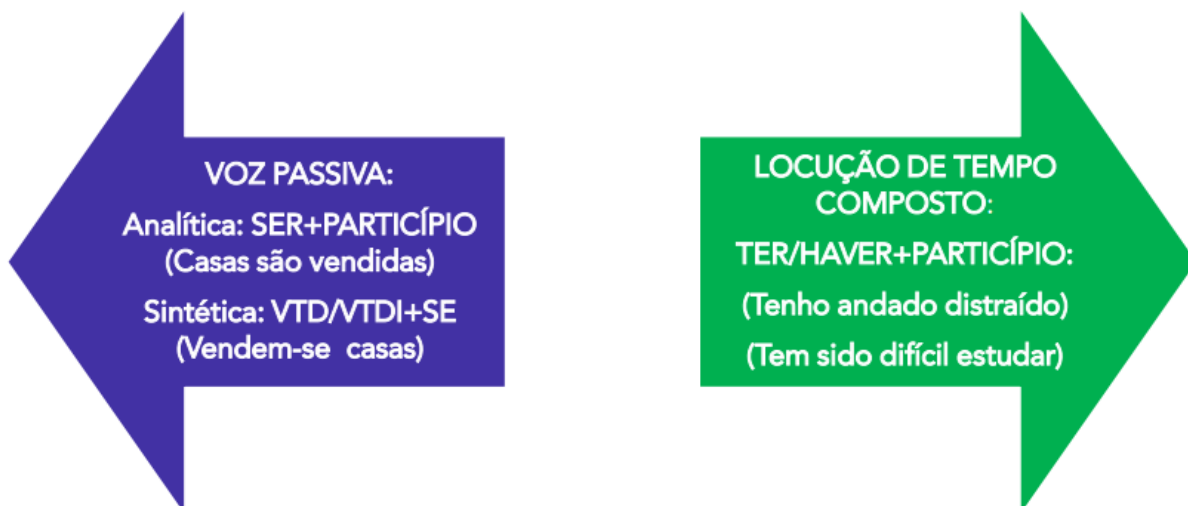 VOZ PASSIVA:
Analítica: SER+PARTICÍPIO
(Casas são vendidas)
Sintética: VTD/VTDI+SE
(Vendem-se casas)
LOCUÇÃO DE TEMPO
COMPOSTO:
TER/HAVER+PARTICÍPIO:
(Tenho andado distraído)
(Tem sido difícil estudar)